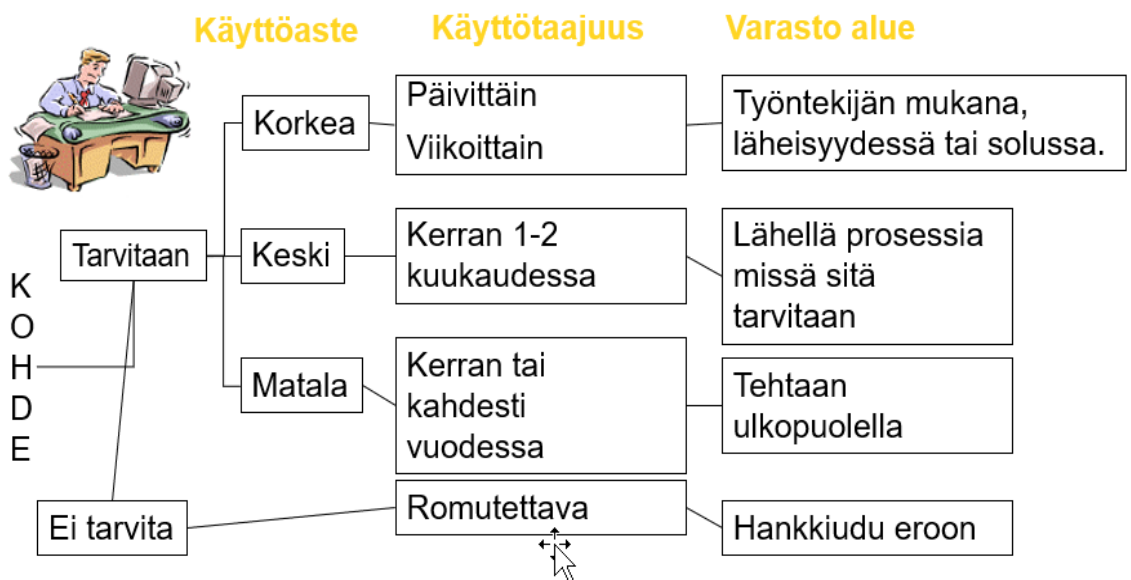 Käyttöaste
Käyttötaajuus
Varasto alue
Korkea
Päivittäin
Viikoittain
Työntekijän mukana,
läheisyydessä tai solussa.
KOHDE
Tarvitaan
Keski
Kerran 1-2
kuukaudessa
Lähellä prosessia
missä sitä
tarvitaan
Matala
Kerran tai
kahdesti
vuodessa
Tehtaan
ulkopuolella
Ei tarvita
Romutettava
Hankkiudu eroon